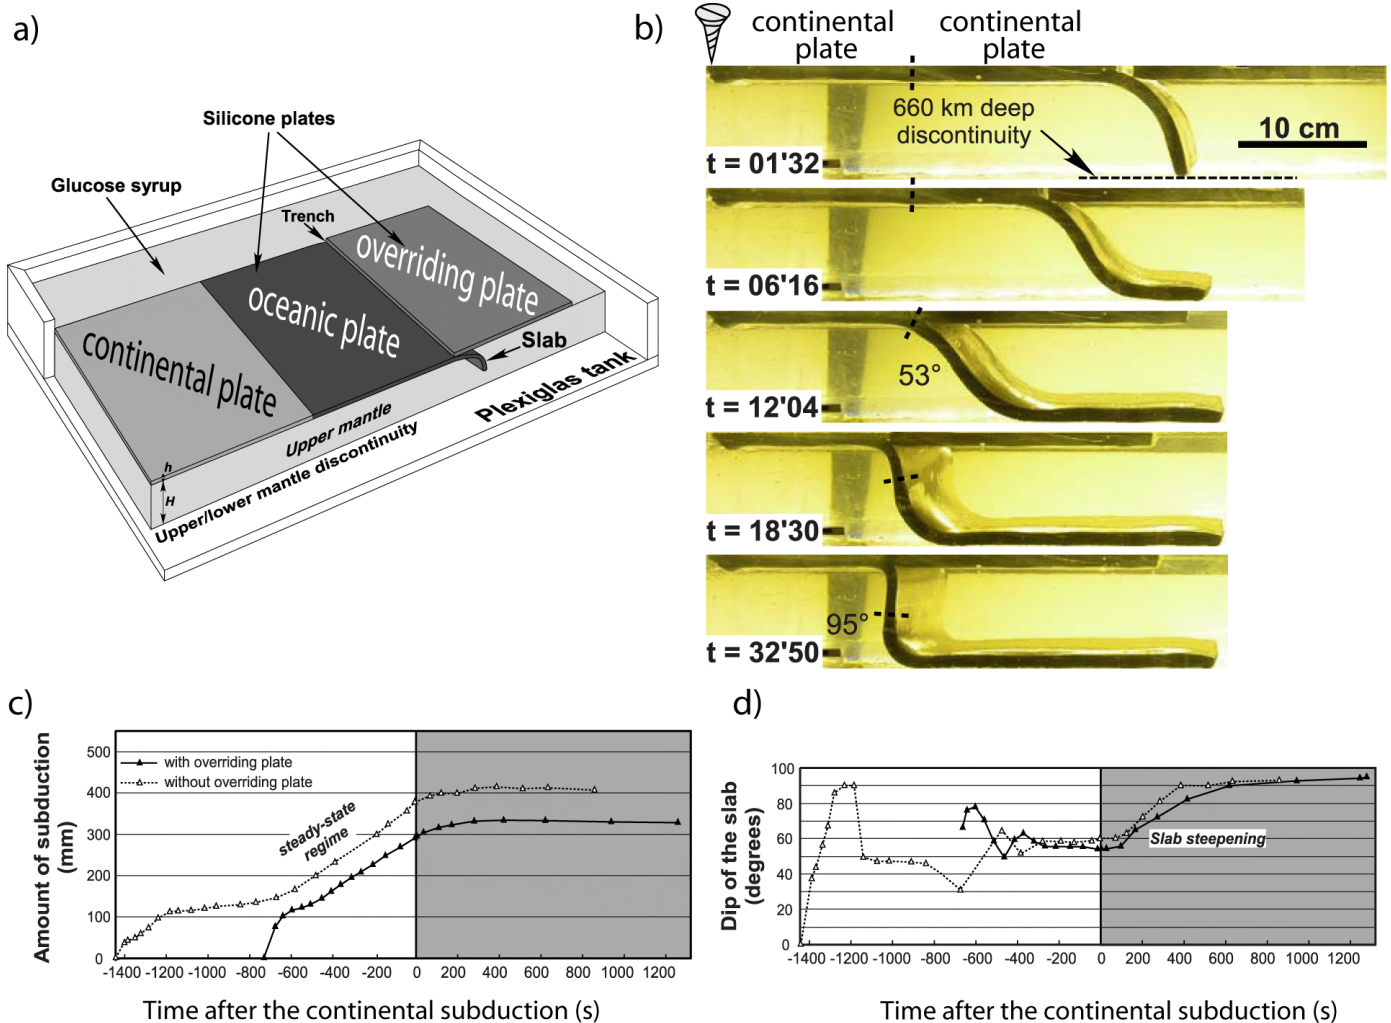 a)
Silicone plates
Glucose syrup
Trench
overriding plate
oceanic plate
continental plate
Slab
Plexiglas tank
Upper mantle
Upper/lower mantle discontinuity
h
H
b)
continental
plate
continental
plate
660 km deep
discontinuity
10 cm
t = 01'32
t = 06'16
53°
t = 12'04
t = 18'30
95°
t = 32'50
c)
Amount of subduction
(mm)
500
400
300
200
100
0
with overriding plate
without overriding plate
steady-state
regime
-1400 -1200 -1000 -800 -600 -400 -200 0 200 400 600 800 1000 1200
Time after the continental subduction (s)
d)
Dip of the slab
(degrees)
100
80
60
40
20
0
Slab steepening
-1400 -1200 -1000 -800 -600 -400 -200 0 200 400 600 800 1000 1200
Time after the continental subduction (s)